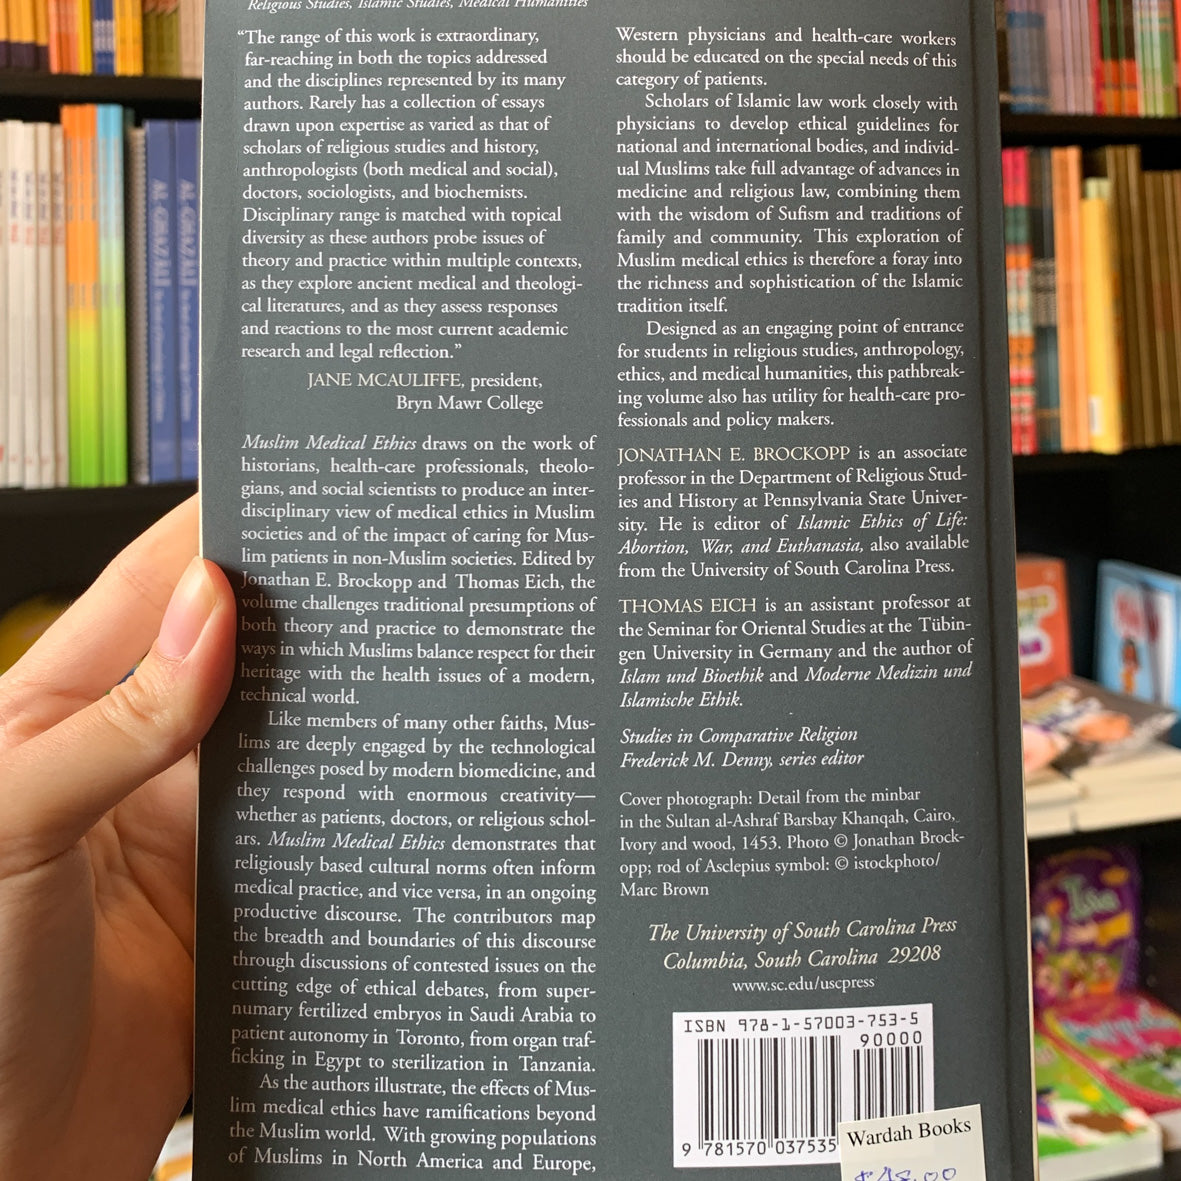 Religious Studies, Islamic Studies, Medical Humanities
“The range of this work is extraordinary,
far-reaching in both the topics addressed
and the disciplines represented by its many
authors. Rarely has a collection of essays
drawn upon expertise as varied as that of
scholars of religious studies and history,
anthropologists (both medical and social),
doctors, sociologists, and biochemists.
Disciplinary range is matched with topical
diversity as these authors probe issues of
theory and practice within multiple contexts,
as they explore ancient medical and theologi-
cal literatures, and as they assess responses
and reactions to the most current academic
research and legal reflection.”
JANE MCAULIFFE, president,
Bryn Mawr College
Muslim Medical Ethics draws on the work of
historians, health-care professionals, theolo-
gians, and social scientists to produce an inter-
disciplinary view of medical ethics in Muslim
societies and of the impact of caring for Mus-
lim patients in non-Muslim societies. Edited by
Jonathan E. Brockopp and Thomas Eich, the
volume challenges traditional presumptions of
both theory and practice to demonstrate the
ways in which Muslims balance respect for their
heritage with the health issues of a modern,
technical world.
Like members of many other faiths, Mus-
lims are deeply engaged by the technological
challenges posed by modern biomedicine, and
they respond with enormous creativity—
whether as patients, doctors, or religious schol-
ars. Muslim Medical Ethics demonstrates that
religiously based cultural norms often inform
medical practice, and vice versa, in an ongoing
productive discourse. The contributors map
the breadth and boundaries of this discourse
through discussions of contested issues on the
cutting edge of ethical debates, from super-
numary fertilized embryos in Saudi Arabia to
patient autonomy in Toronto, from organ traf-
ficking in Egypt to sterilization in Tanzania.
As the authors illustrate, the effects of Mus-
lim medical ethics have ramifications beyond
the Muslim world. With growing populations
of Muslims in North America and Europe,
Western physicians and health-care workers
should be educated on the special needs of this
category of patients.
Scholars of Islamic law work closely with
physicians to develop ethical guidelines for
national and international bodies, and individ-
ual Muslims take full advantage of advances in
medicine and religious law, combining them
with the wisdom of Sufism and traditions of
family and community. This exploration of
Muslim medical ethics is therefore a foray into
the richness and sophistication of the Islamic
tradition itself.
Designed as an engaging point of entrance
for students in religious studies, anthropology,
ethics, and medical humanities, this pathbreak-
ing volume also has utility for health-care pro-
fessionals and policy makers.
JONATHAN E. BROCKOPP is an associate
professor in the Department of Religious Stud-
ies and History at Pennsylvania State Univer-
sity. He is editor of Islamic Ethics of Life:
Abortion, War, and Euthanasia, also available
from the University of South Carolina Press.
THOMAS EICH is an assistant professor at
the Seminar for Oriental Studies at the Tübin-
gen University in Germany and the author of
Islam und Bioethik and Moderne Medizin und
Islamische Ethik.
Studies in Comparative Religion
Frederick M. Denny, series editor
Cover photograph: Detail from the minbar
in the Sultan al-Ashraf Barsbay Khanqah, Cairo,
Ivory and wood, 1453. Photo © Jonathan Brock-
opp; rod of Asclepius symbol: © istockphoto/
Marc Brown
The University of South Carolina Press
Columbia, South Carolina 29208
www.sc.edu/uscpress
ISBN 978-1-57003-753-5
90000
9 781570 037535
Wardah Books
$48.00
AL-GHAZALI
AL-GHAZALI